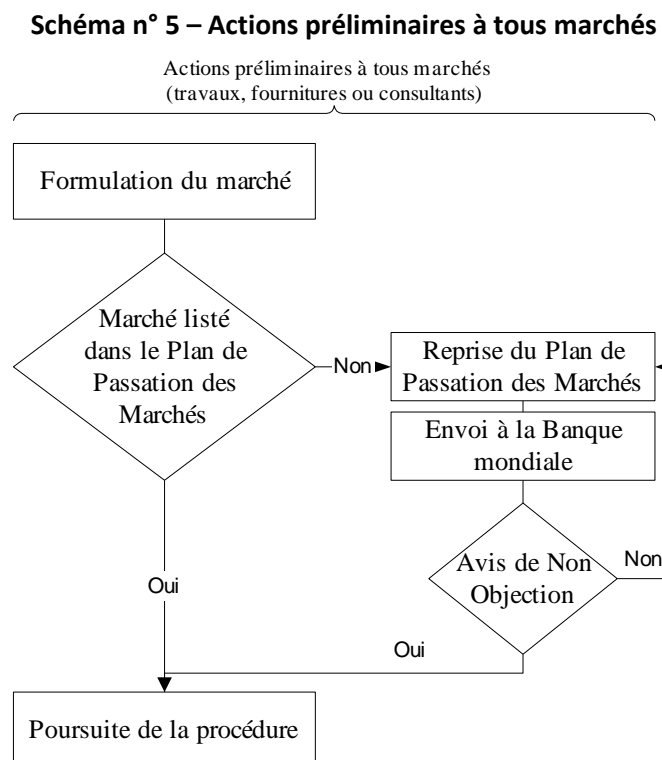 Schéma n° 5 – Actions préliminaires à tous marchés
Actions préliminaires à tous marchés
(travaux, fournitures ou consultants)
Formulation du marché
Marché listé
dans le Plan de
Passation des
Marchés
Non
Reprise du Plan de
Passation des Marchés
Envoi à la Banque
mondiale
Avis de Non
Objection
Non
Oui
Oui
Poursuite de la procédure